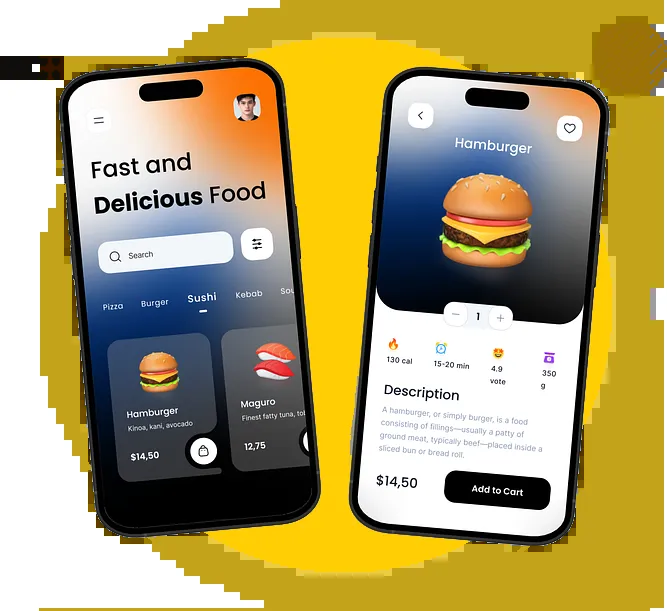 Fast and
Delicious Food
Search
Pizza Burger Sushi Kebab
Hamburger
Kinoa, kani, avocado
$14,50
Maguro
Finest fatty tuna,
12,75
Hamburger
1
130 cal
15-20 min
4.9
vote
350
g
Description
A hamburger, or simply burger, is a food
consisting of fillings—usually a patty of
ground meat, typically beef—placed inside a
sliced bun or bread roll.
$14,50
Add to Cart